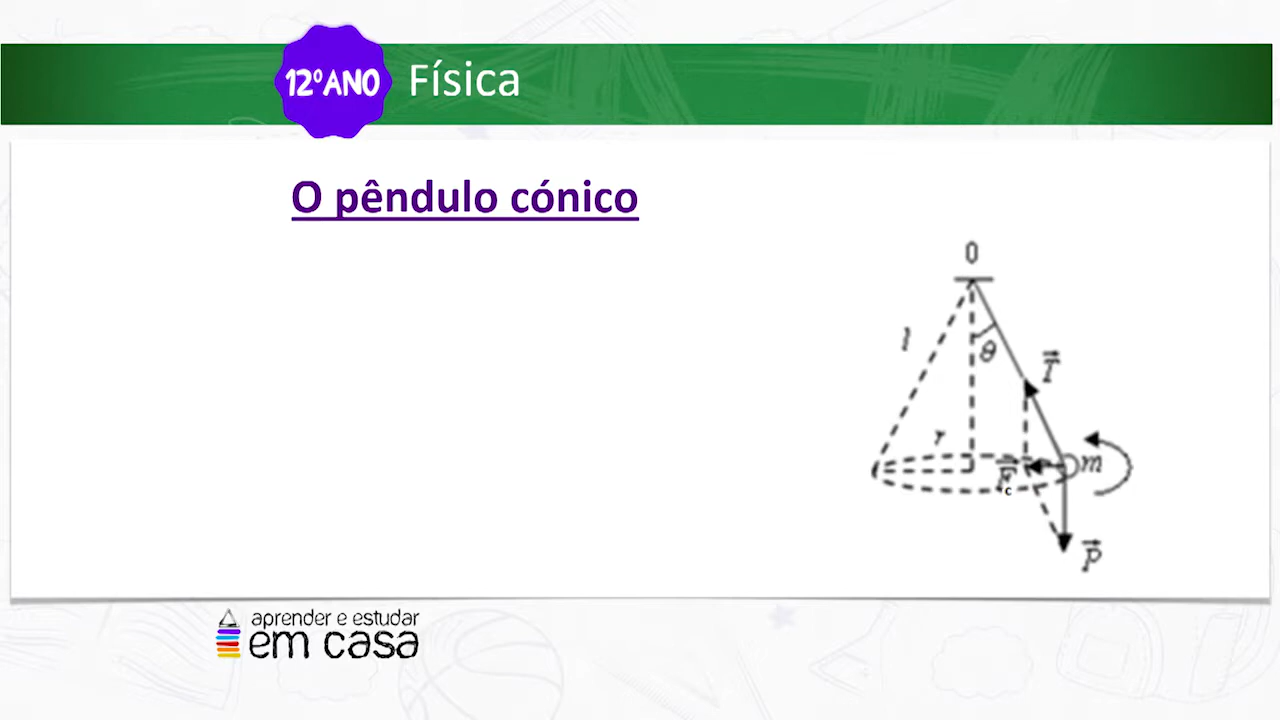 12ºANO Física
O pêndulo cónico
0
l
θ
T
r
F c
m
P
aprender e estudar
em casa